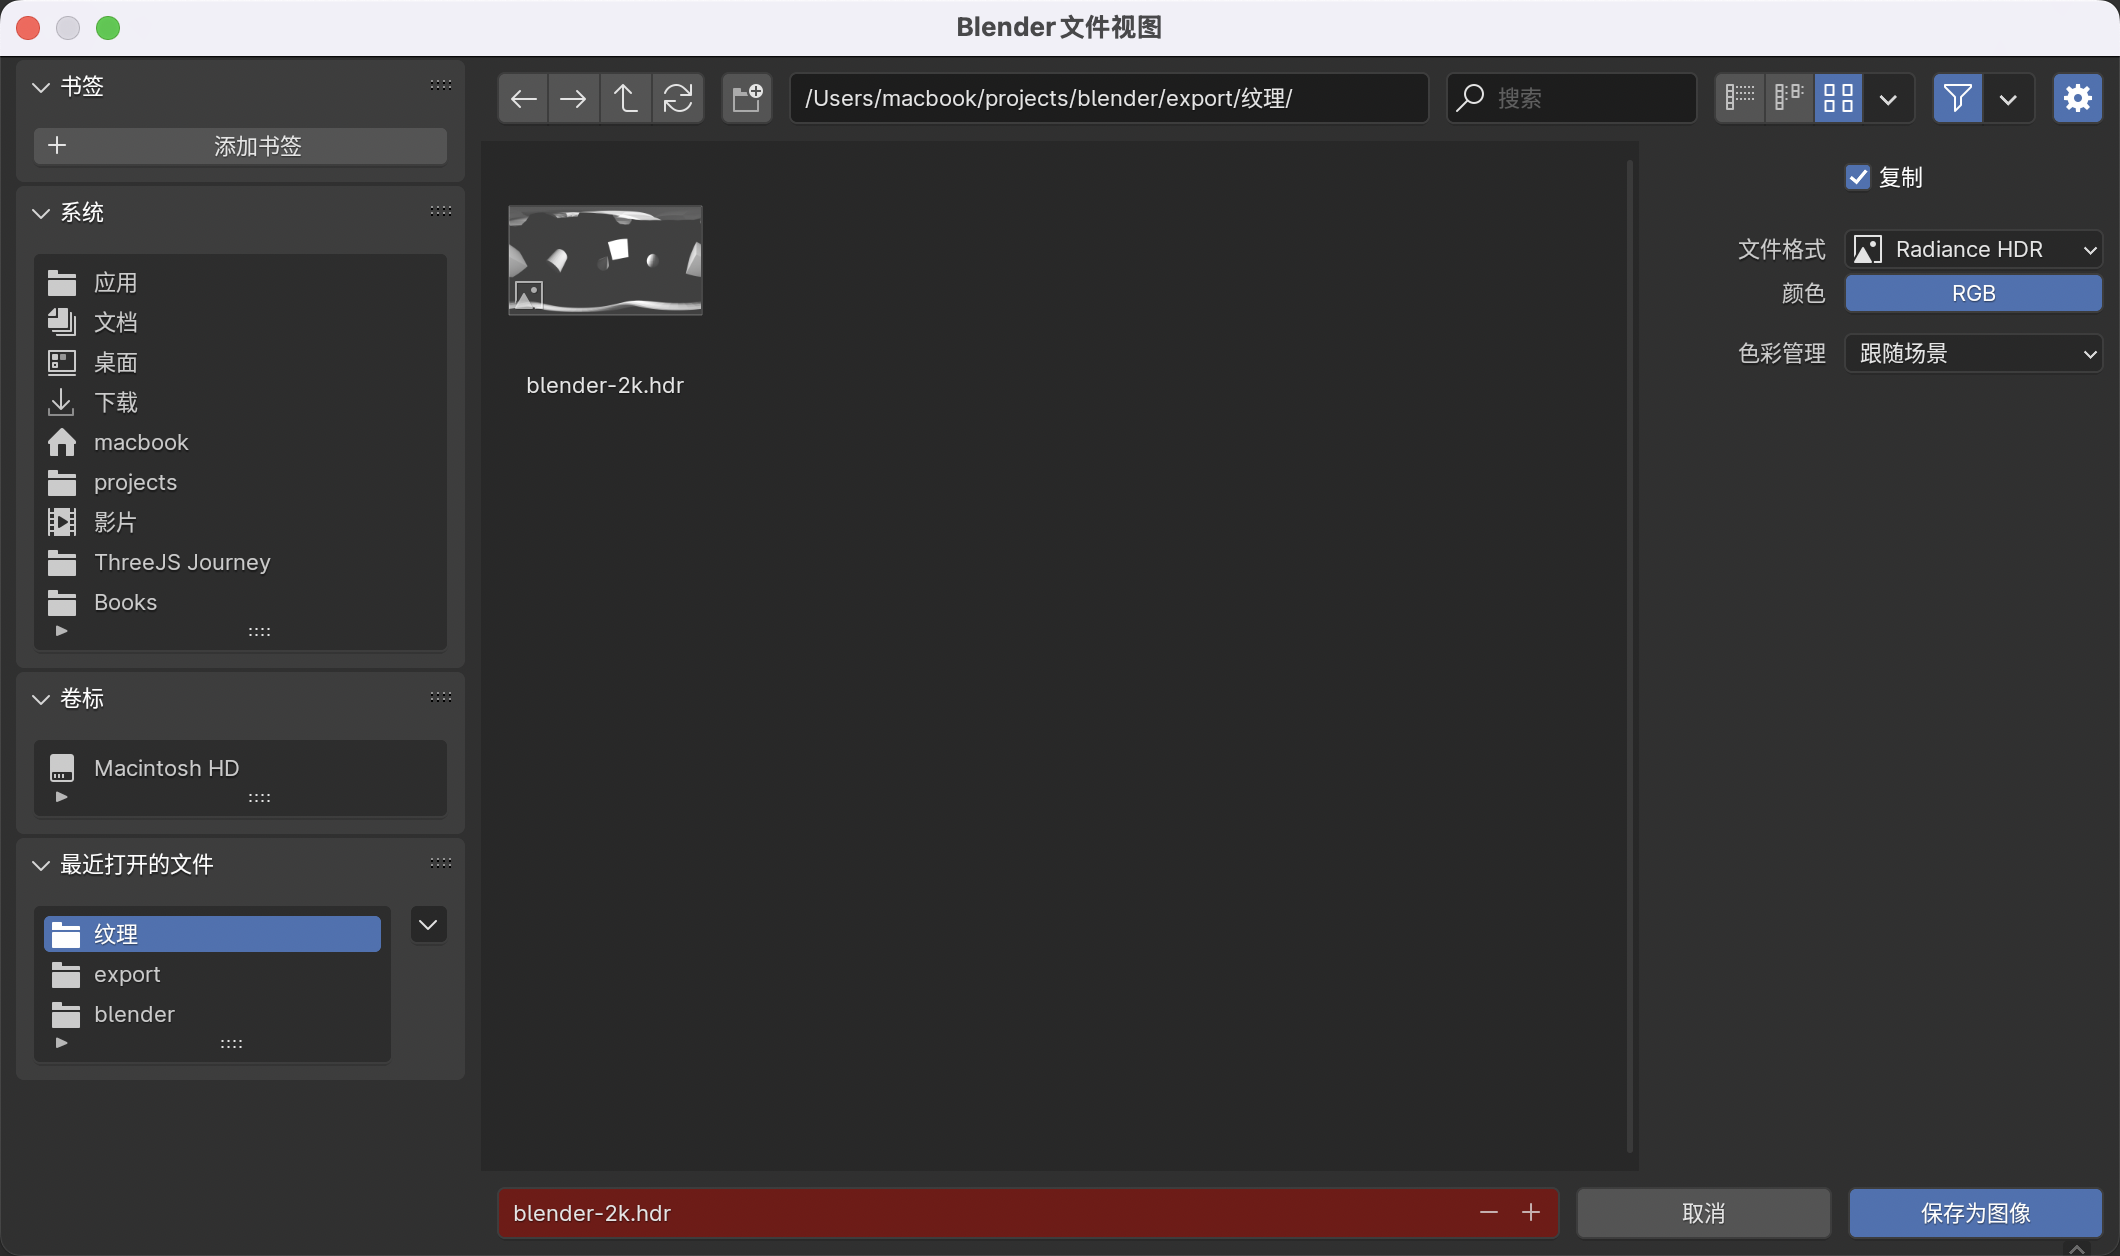 Blender 文件视图
书签
添加书签
系统
应用
文档
桌面
下载
macbook
projects
影片
ThreeJS Journey
Books
卷标
Macintosh HD
最近打开的文件
纹理
export
blender
/Users/macbook/projects/blender/export/纹理/
搜索
blender-2k.hdr
复制
文件格式 Radiance HDR
颜色 RGB
色彩管理 跟随场景
blender-2k.hdr
取消
保存为图像